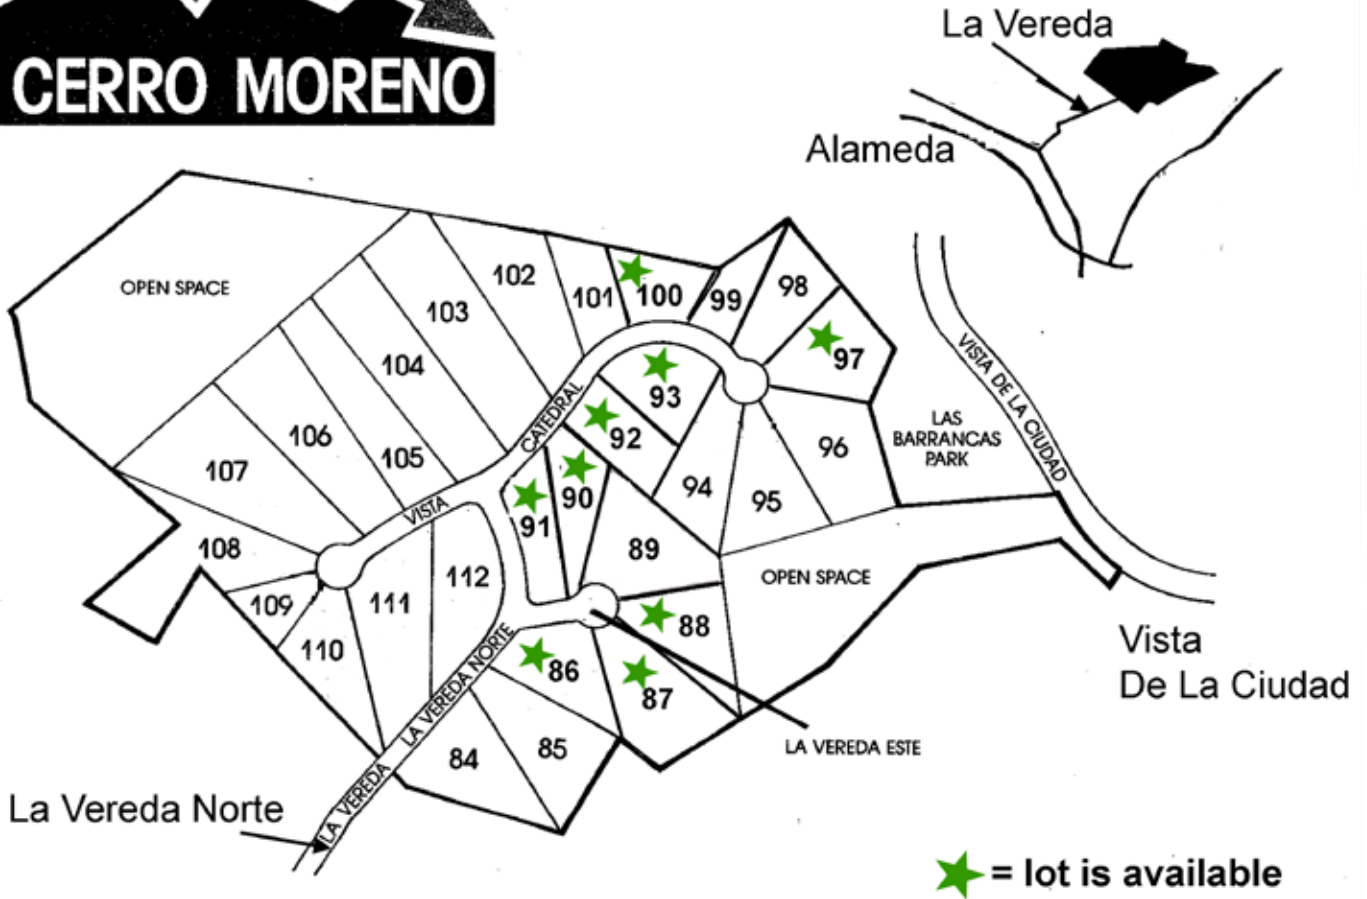 CERRO MORENO
La Vereda
Alameda
OPEN SPACE
102
103
101
100
99
98
97
104
93
106
105
92
107
90
91
94
95
96
LAS
BARRANCAS
PARK
VISTA DE LA CIUDAD
CATEDRAL
VISTA
108
112
89
OPEN SPACE
109
111
110
88
86
87
LA VEREDA NORTE
84
85
LA VEREDA
LA VEREDA ESTE
Vista
De La Ciudad
La Vereda Norte
= lot is available